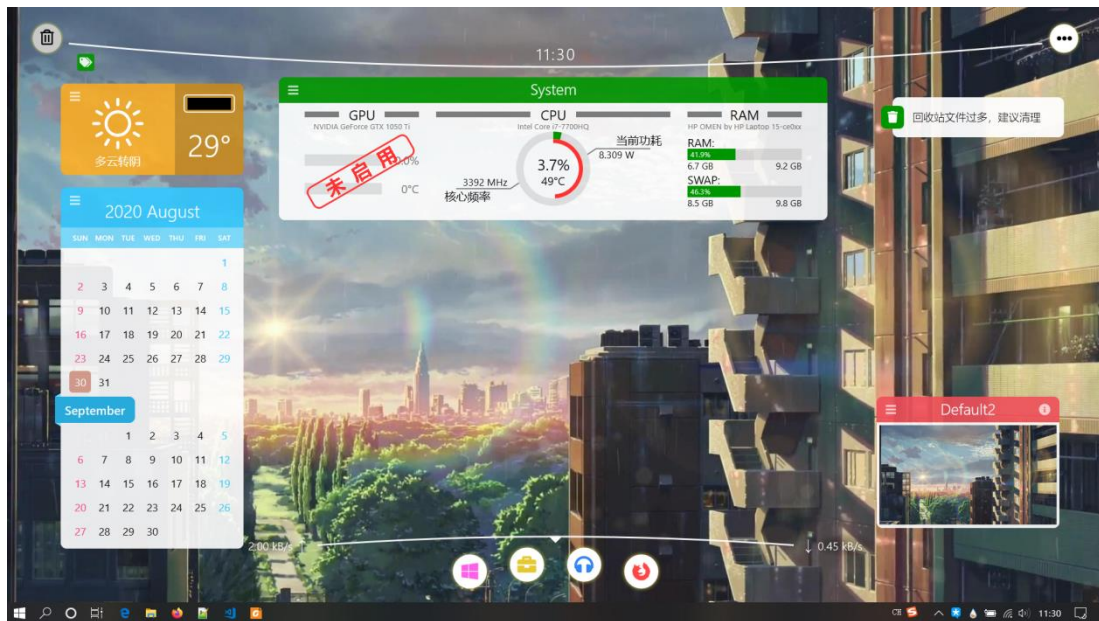 11:30
多云转阴
29°
System
GPU
NVIDIA GeForce GTX 1050 Ti
0°C
未启用
CPU
Intel Core i7-7700HQ
当前功耗
8.309 W
3.7%
49°C
3392 MHz
核心频率
RAM
HP OMEN by HP Laptop 15-ce0xx
RAM:
41.9%
6.7 GB 9.2 GB
SWAP:
46.3%
8.5 GB 9.8 GB
回收站文件过多，建议清理
2020 August
SUN MON TUE WED THU FRI SAT
1
2 3 4 5 6 7 8
9 10 11 12 13 14 15
16 17 18 19 20 21 22
23 24 25 26 27 28 29
30 31
September
1 2 3 4 5
6 7 8 9 10 11 12
13 14 15 16 17 18 19
20 21 22 23 24 25 26
27 28 29 30
Default2
2.00 kB/s
↓ 0.45 kB/s
11:30